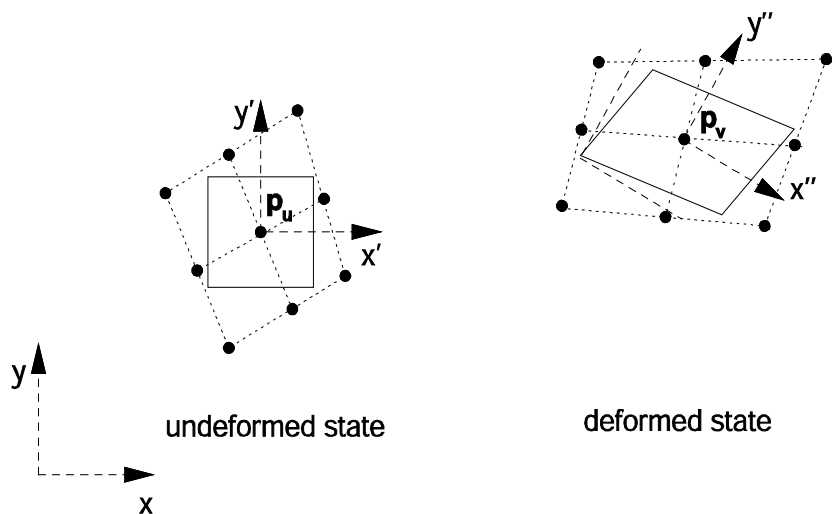 y″
y′
p_v
p_u
x″
x′
y
undeformed state
deformed state
x